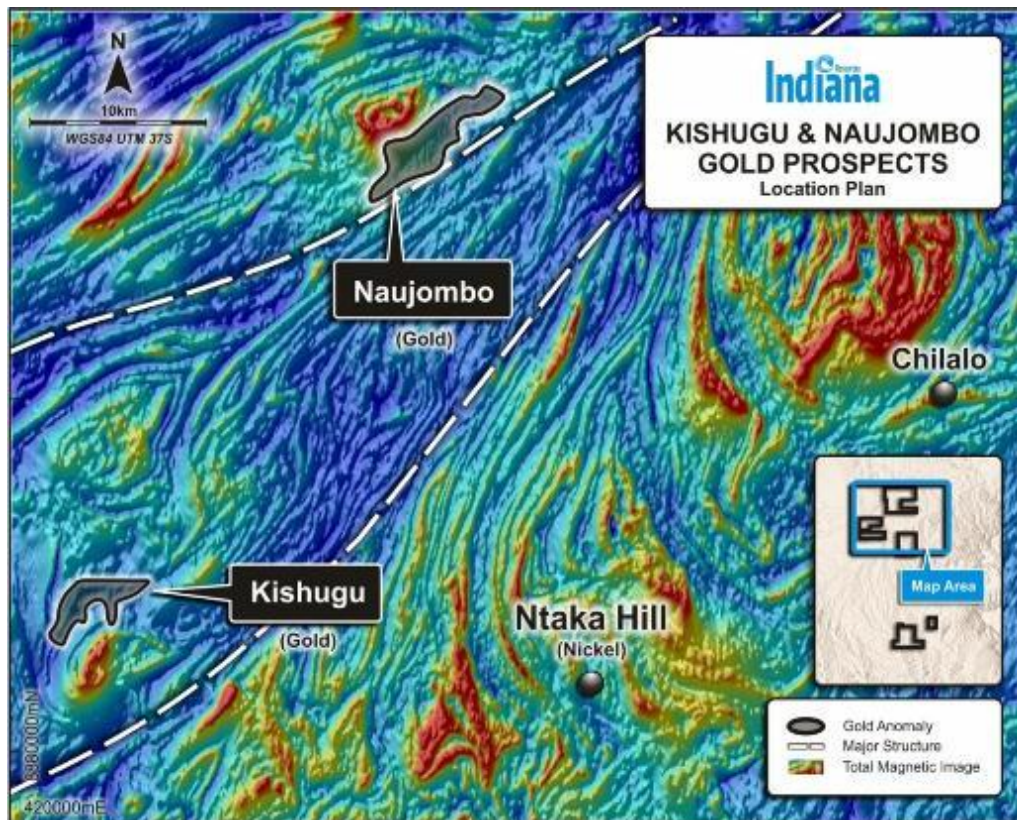 N
10km
WGS84 UTM 37S
Indiana
Resources
KISHUGU & NAUJOMBO
GOLD PROSPECTS
Location Plan
Naujombo
(Gold)
Chilalo
Map Area
Kishugu
(Gold)
Ntaka Hill
(Nickel)
Gold Anomaly
Major Structure
Total Magnetic Image
420000mE